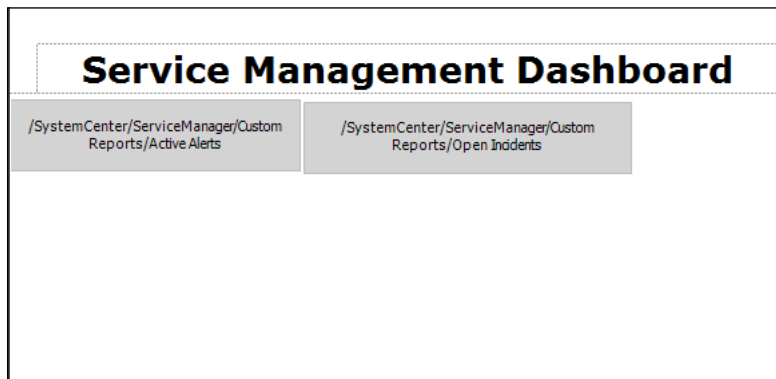 Service Management Dashboard
/SystemCenter/ServiceManager/Custom
Reports/Active Alerts
/SystemCenter/ServiceManager/Custom
Reports/Open Incidents